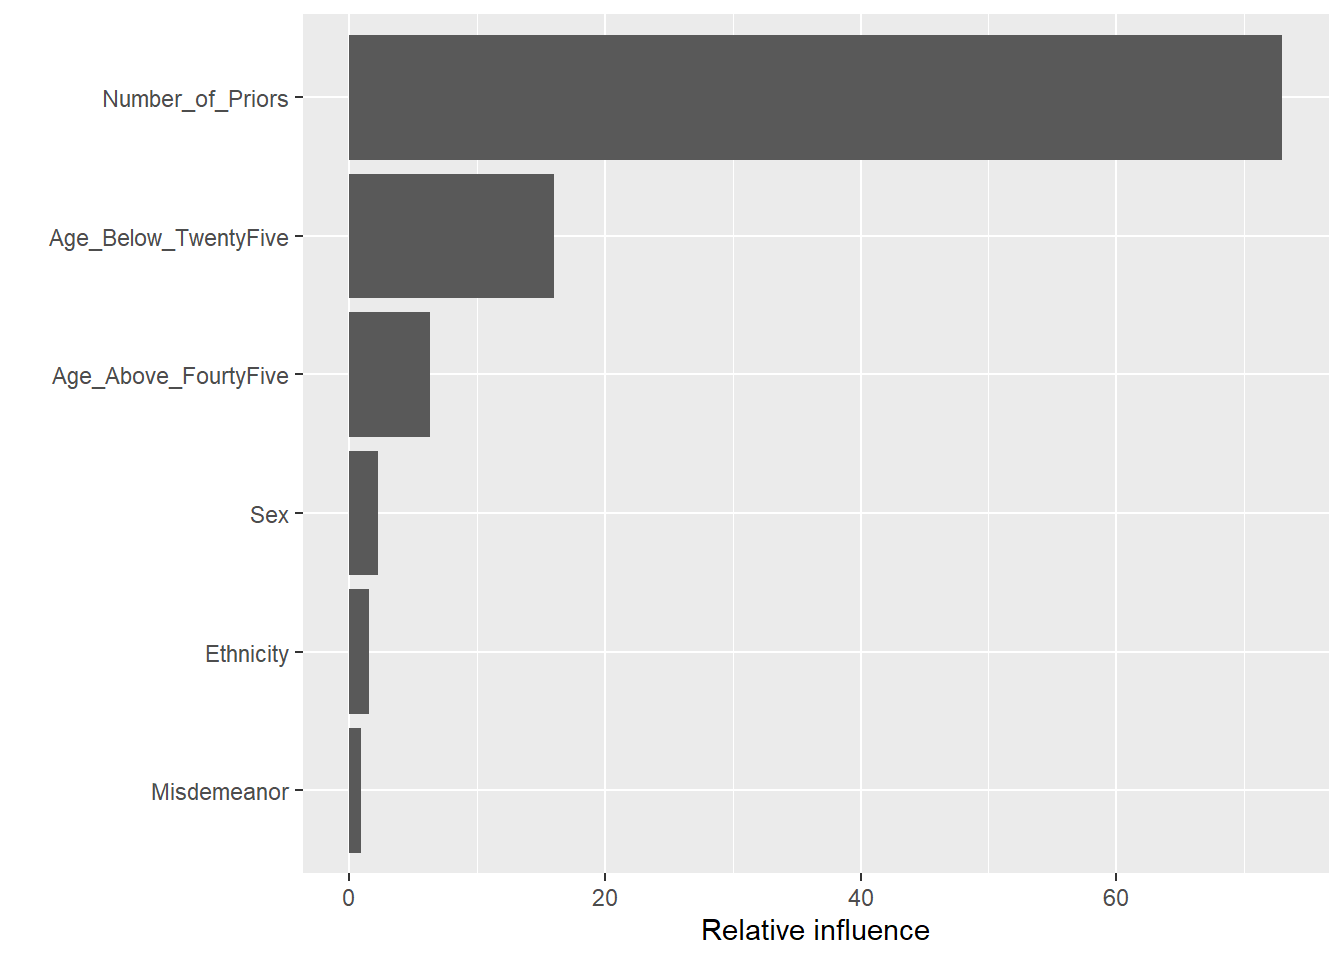 Number_of_Priors
Age_Below_TwentyFive
Age_Above_FourtyFive
Sex
Ethnicity
Misdemeanor
0 20 40 60
Relative influence